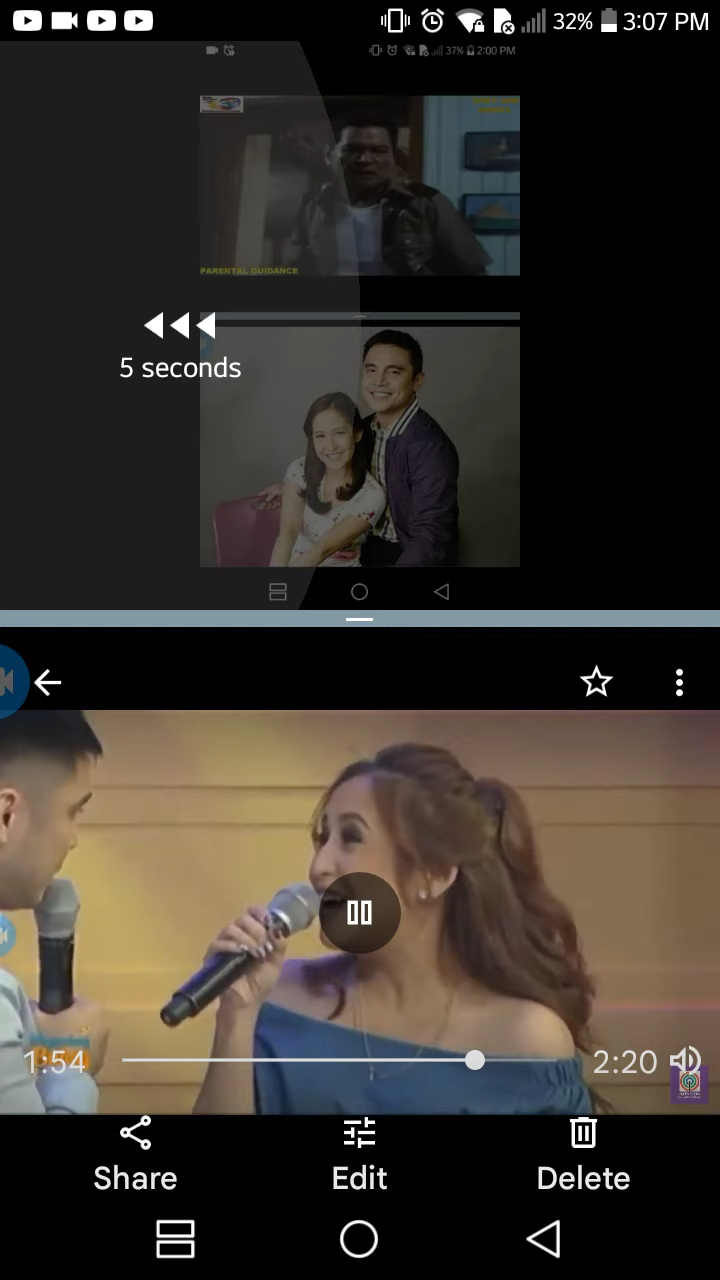 32% 3:07 PM
37% 2:00 PM
PARENTAL GUIDANCE
5 seconds
1:54
2:20
Share Edit Delete